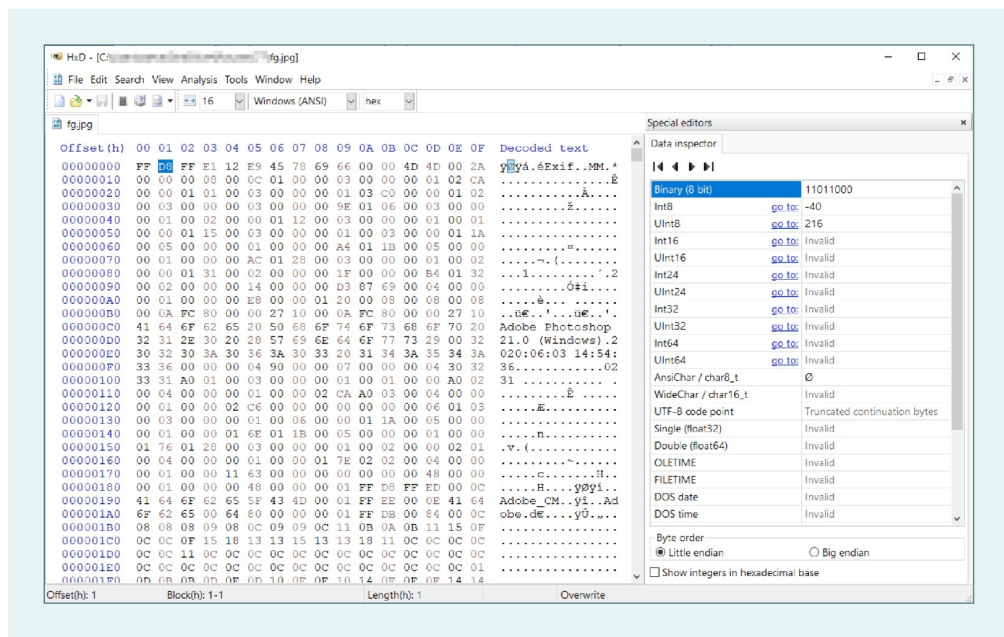 HxD - [C:\ fg.jpg]
File Edit Search View Analysis Tools Window Help
16 Windows (ANSI) hex
fg.jpg
Special editors
Data inspector
Offset(h) 00 01 02 03 04 05 06 07 08 09 0A 0B 0C 0D 0E 0F Decoded text
00000000 FF D8 FF E1 12 E9 45 78 69 66 00 00 4D 4D 00 2A ÿØÿá.éExif..MM.*
00000010 00 00 00 08 00 0C 01 00 00 03 00 00 00 01 02 CA ...............Ê
00000020 00 00 01 01 00 03 00 00 00 01 03 C0 00 00 01 02 ...........À....
00000030 00 03 00 00 00 03 00 00 00 9E 01 06 00 03 00 00 .........ž......
00000040 00 01 00 02 00 00 01 12 00 03 00 00 00 01 00 01 ................
00000050 00 00 01 15 00 03 00 00 00 01 00 03 00 00 01 1A ................
00000060 00 05 00 00 00 01 00 00 00 A4 01 1B 00 05 00 00 .........¤......
00000070 00 01 00 00 00 AC 01 28 00 03 00 00 00 01 00 02 .....¬.(........
00000080 00 00 01 31 00 02 00 00 00 1F 00 00 00 B4 01 32 ...1.........´.2
00000090 00 02 00 00 00 14 00 00 00 D3 87 69 00 04 00 00 .........Ó‡i....
000000A0 00 01 00 00 00 E8 00 00 01 20 00 08 00 08 00 08 .....è... ......
000000B0 00 0A FC 80 00 00 27 10 00 0A FC 80 00 00 27 10 ..ü€..'...ü€..'.
000000C0 41 64 6F 62 65 20 50 68 6F 74 6F 73 68 6F 70 20 Adobe Photoshop
000000D0 32 31 2E 30 20 28 57 69 6E 64 6F 77 73 29 00 32 21.0 (Windows).2
000000E0 30 32 30 3A 30 36 3A 30 33 20 31 34 3A 35 34 3A 020:06:03 14:54:
000000F0 33 36 00 00 00 04 90 00 00 07 00 00 00 04 30 32 36............02
00000100 33 31 A0 01 00 03 00 00 00 01 00 01 00 00 A0 02 31 ........... .
00000110 00 04 00 00 00 01 00 00 02 CA A0 03 00 04 00 00 .........Ê .....
00000120 00 01 00 00 02 C6 00 00 00 00 00 00 00 06 01 03 .....Æ..........
00000130 00 03 00 00 00 01 00 06 00 00 01 1A 00 05 00 00 ................
00000140 00 01 00 00 01 6E 01 1B 00 05 00 00 00 01 00 00 .....n..........
00000150 01 76 01 28 00 03 00 00 00 01 00 02 00 00 02 01 .v.(............
00000160 00 04 00 00 00 01 00 00 01 7E 02 02 00 04 00 00 .........~......
00000170 00 01 00 00 11 63 00 00 00 00 00 00 00 48 00 00 .....c.......H..
00000180 00 01 00 00 00 48 00 00 00 01 FF D8 FF ED 00 0C .....H....ÿØÿí..
00000190 41 64 6F 62 65 5F 43 4D 00 01 FF EE 00 0E 41 64 Adobe_CM..ÿî..Ad
000001A0 6F 62 65 00 64 80 00 00 00 01 FF DB 00 84 00 0C obe.d€....ÿÛ.„..
000001B0 08 08 08 09 08 0C 09 09 0C 11 0B 0A 0B 11 15 0F ................
000001C0 0C 0C 0F 15 18 13 13 15 13 13 18 11 0C 0C 0C 0C ................
000001D0 0C 0C 11 0C 0C 0C 0C 0C 0C 0C 0C 0C 0C 0C 0C 0C ................
000001E0 0C 0C 0C 0C 0C 0C 0C 0C 0C 0C 0C 0C 0C 0C 0C 01 ................
000001F0 0D 0B 0B 0D 0E 0D 10 0E 0E 10 14 0E 0E 0E 14 14
Binary (8 bit) 11011000
Int8 go to: -40
UInt8 go to: 216
Int16 go to: Invalid
UInt16 go to: Invalid
Int24 go to: Invalid
UInt24 go to: Invalid
Int32 go to: Invalid
UInt32 go to: Invalid
Int64 go to: Invalid
UInt64 go to: Invalid
AnsiChar / char8_t Ø
WideChar / char16_t Invalid
UTF-8 code point Truncated continuation bytes
Single (float32) Invalid
Double (float64) Invalid
OLETIME Invalid
FILETIME Invalid
DOS date Invalid
DOS time Invalid
Byte order
Little endian Big endian
Show integers in hexadecimal base
Offset(h): 1 Block(h): 1-1 Length(h): 1 Overwrite